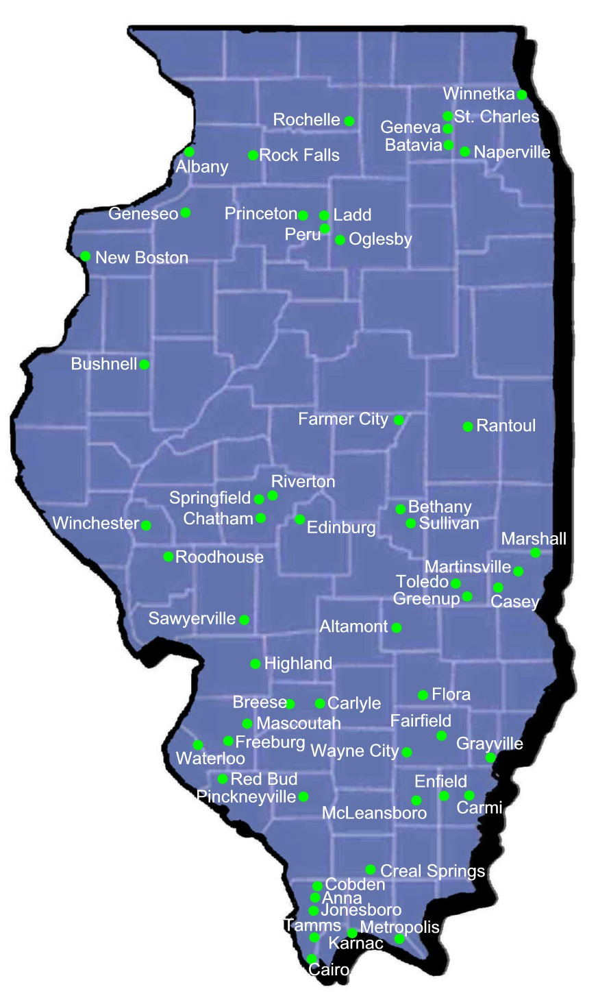 Winnetka
St. Charles
Rochelle
Geneva
Batavia
Naperville
Rock Falls
Albany
Geneseo
Princeton
Ladd
Peru
Oglesby
New Boston
Bushnell
Farmer City
Rantoul
Riverton
Springfield
Bethany
Chatham
Winchester
Edinburg
Sullivan
Marshall
Roodhouse
Martinsville
Toledo
Greenup
Casey
Sawyerville
Altamont
Highland
Flora
Breese
Carlyle
Fairfield
Mascoutah
Freeburg
Grayville
Wayne City
Waterloo
Red Bud
Enfield
Pinckneyville
Carmi
McLeansboro
Creal Springs
Cobden
Anna
Jonesboro
Tamms
Metropolis
Karnac
Cairo